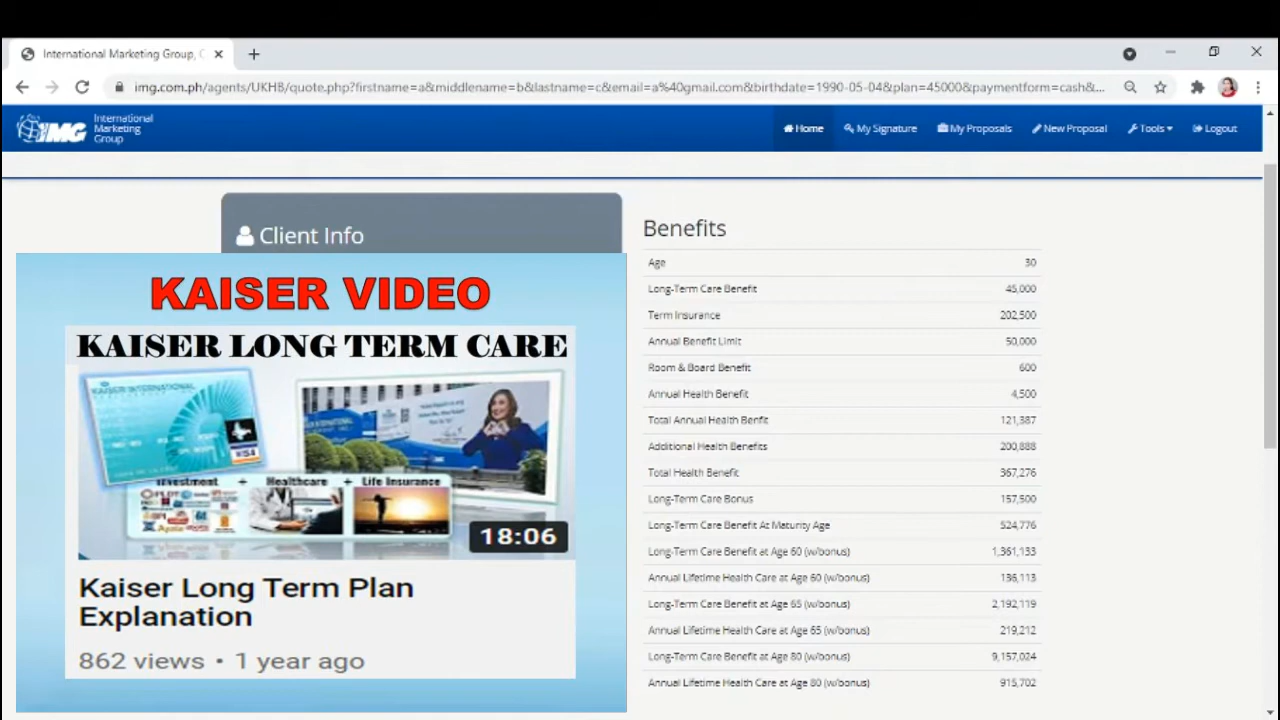 International Marketing Group, C
img.com.ph/agents/UKHB/quote.php?firstname=a&middlename=b&lastname=c&email=a%40gmail.com&birthdate=1990-05-04&plan=45000&paymentform=cash&...
IMG International Marketing Group
Home My Signature My Proposals New Proposal Tools Logout
Client Info
KAISER VIDEO
KAISER LONG TERM CARE
KAISER INTERNATIONAL
VISA
Investment + Healthcare + Life Insurance
PLDT
Ayala
18:06
Kaiser Long Term Plan
Explanation
862 views • 1 year ago
Benefits
Age 30
Long-Term Care Benefit 45,000
Term Insurance 202,500
Annual Benefit Limit 50,000
Room & Board Benefit 600
Annual Health Benefit 4,500
Total Annual Health Benfit 121,387
Additional Health Benefits 200,888
Total Health Benefit 367,276
Long-Term Care Bonus 157,500
Long-Term Care Benefit At Maturity Age 524,776
Long-Term Care Benefit at Age 60 (w/bonus) 1,361,133
Annual Lifetime Health Care at Age 60 (w/bonus) 136,113
Long-Term Care Benefit at Age 65 (w/bonus) 2,192,119
Annual Lifetime Health Care at Age 65 (w/bonus) 219,212
Long-Term Care Benefit at Age 80 (w/bonus) 9,157,024
Annual Lifetime Health Care at Age 80 (w/bonus) 915,702